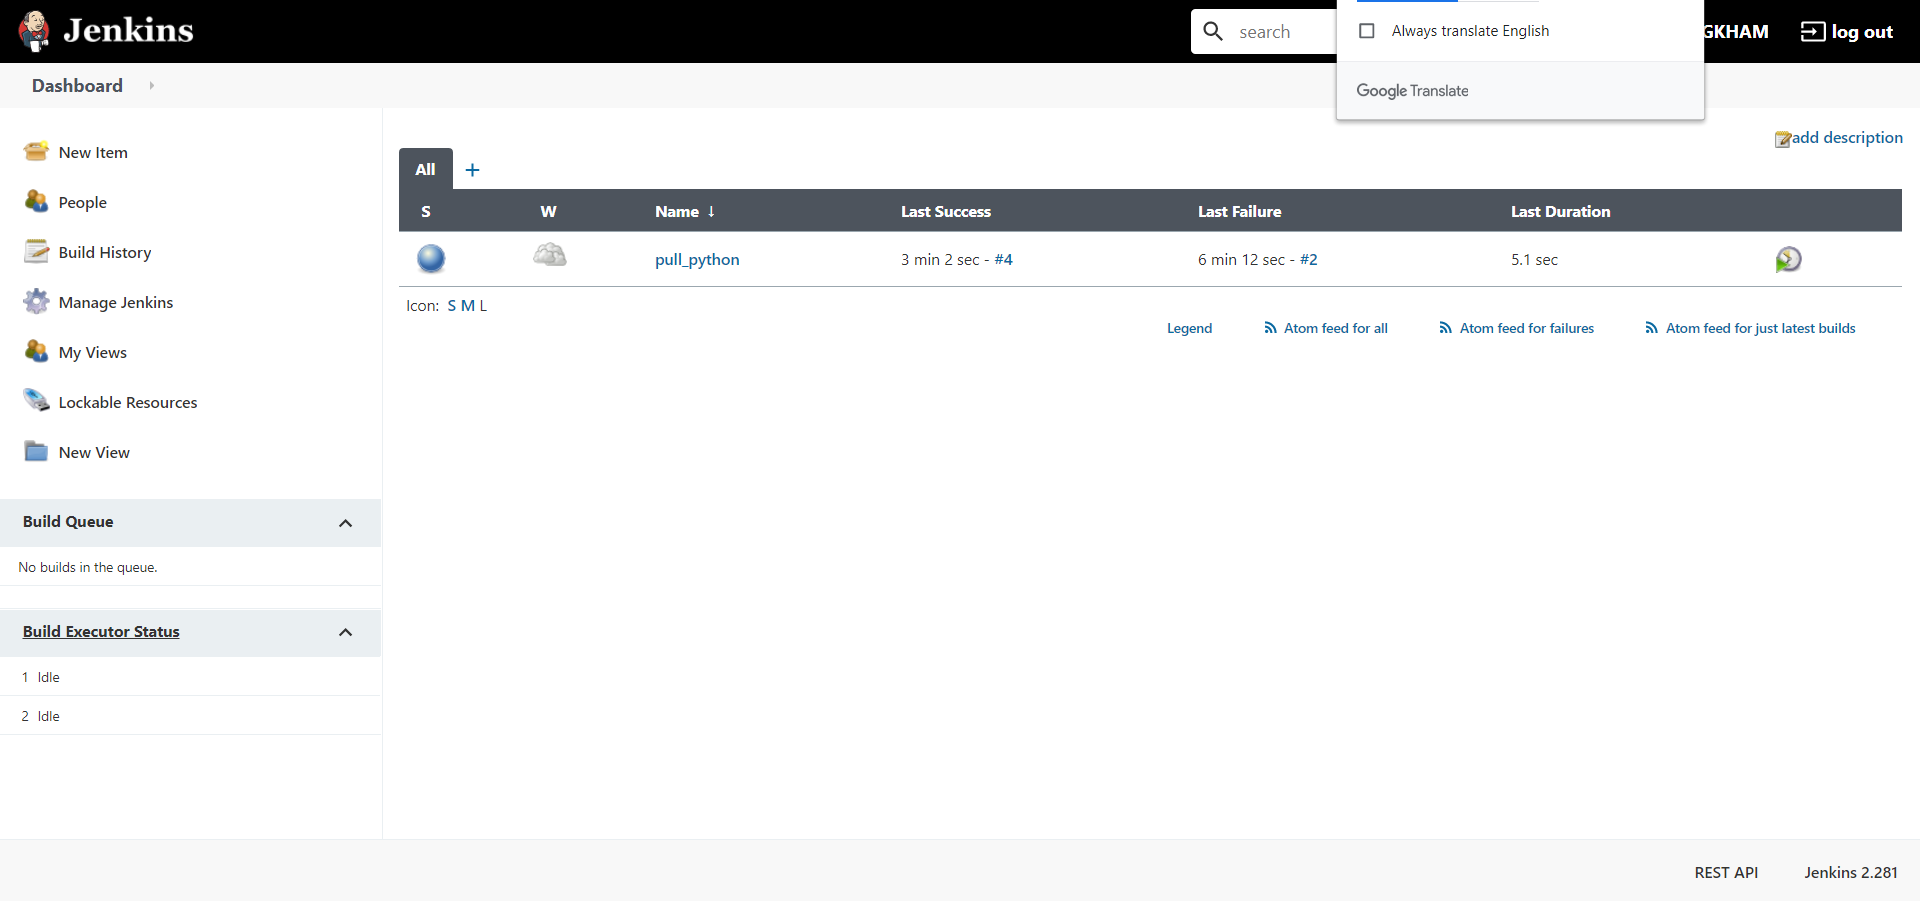 Jenkins
search
Always translate English
Google Translate
GKHAM
log out
Dashboard
add description
New Item
People
Build History
Manage Jenkins
My Views
Lockable Resources
New View
Build Queue
No builds in the queue.
Build Executor Status
1 Idle
2 Idle
All +
S W Name ↓ Last Success Last Failure Last Duration
pull_python 3 min 2 sec - #4 6 min 12 sec - #2 5.1 sec
Icon: S M L
Legend Atom feed for all Atom feed for failures Atom feed for just latest builds
REST API Jenkins 2.281